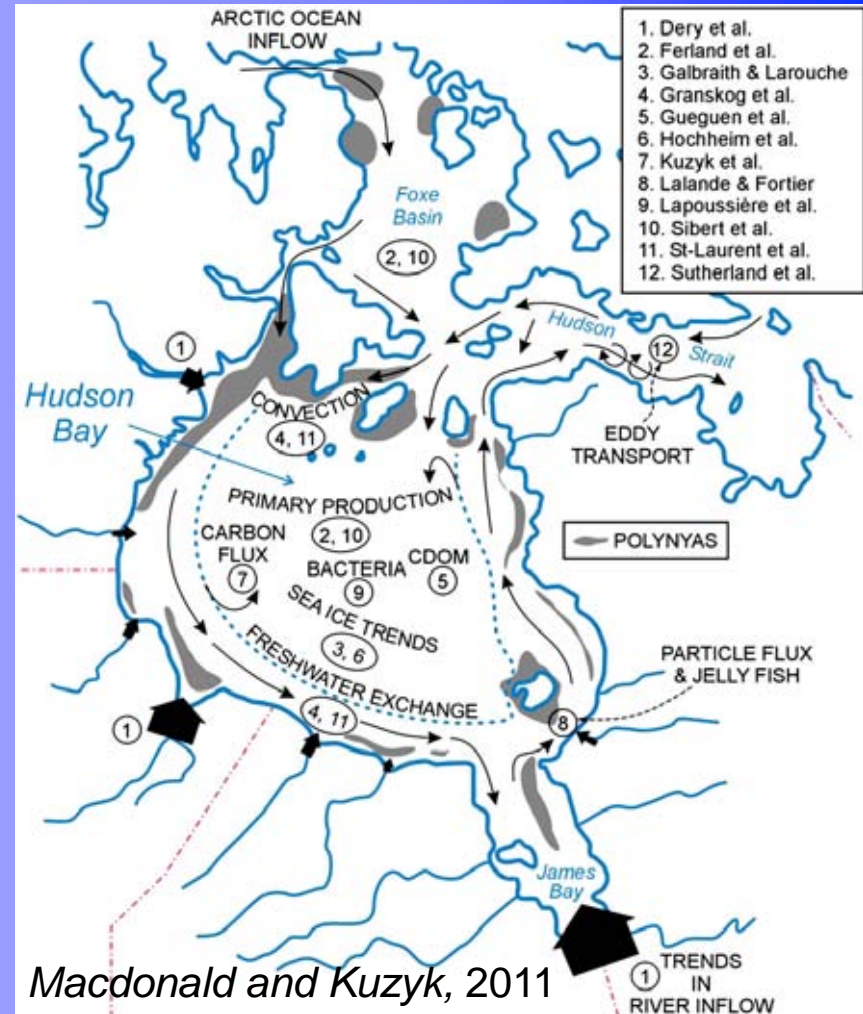 ARCTIC OCEAN
INFLOW
1. Dery et al.
2. Ferland et al.
3. Galbraith & Larouche
4. Granskog et al.
5. Gueguen et al.
6. Hochheim et al.
7. Kuzyk et al.
8. Lalande & Fortier
9. Lapoussière et al.
10. Sibert et al.
11. St-Laurent et al.
12. Sutherland et al.
Foxe
Basin
2, 10
1
Hudson
Strait
12
Hudson
Bay
CONVECTION
4, 11
EDDY
TRANSPORT
PRIMARY PRODUCTION
2, 10
POLYNYAS
CARBON
FLUX
7
BACTERIA
9
CDOM
5
SEA ICE TRENDS
3, 6
FRESHWATER EXCHANGE
4, 11
PARTICLE FLUX
& JELLY FISH
8
1
James
Bay
1
TRENDS
IN
RIVER INFLOW
Macdonald and Kuzyk, 2011